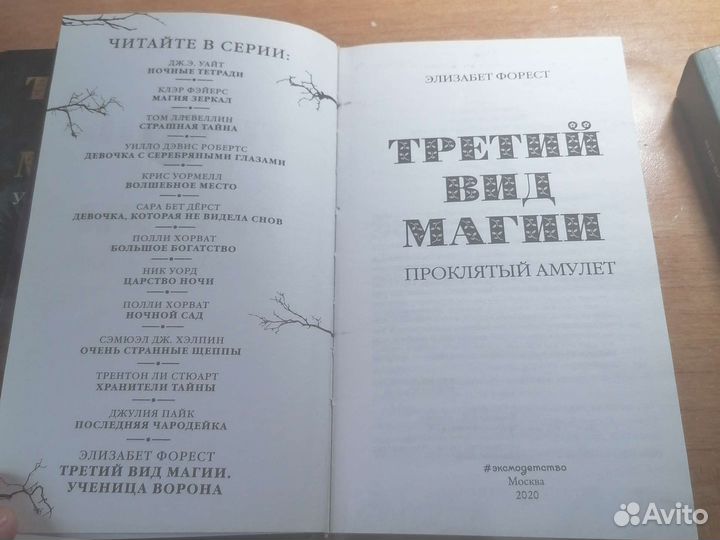 ЧИТАЙТЕ В СЕРИИ:
ДЖ.Э. УАЙТ
НОЧНЫЕ ТЕТРАДИ
КЛЭР ФЭЙЕРС
МАГИЯ ЗЕРКАЛ
ТОМ ЛЛЕВЕЛЛИН
СТРАШНАЯ ТАЙНА
УИЛЛО ДЭВИС РОБЕРТС
ДЕВОЧКА С СЕРЕБРЯНЫМИ ГЛАЗАМИ
КРИС УОРМЕЛЛ
ВОЛШЕБНОЕ МЕСТО
САРА БЕТ ДЁРСТ
ДЕВОЧКА, КОТОРАЯ НЕ ВИДЕЛА СНОВ
ПОЛЛИ ХОРВАТ
БОЛЬШОЕ БОГАТСТВО
НИК УОРД
ЦАРСТВО НОЧИ
ПОЛЛИ ХОРВАТ
НОЧНОЙ САД
СЭМЮЭЛ ДЖ. ХЭЛПИН
ОЧЕНЬ СТРАННЫЕ ЩЕППЫ
ТРЕНТОН ЛИ СТЮАРТ
ХРАНИТЕЛИ ТАЙНЫ
ДЖУЛИЯ ПАЙК
ПОСЛЕДНЯЯ ЧАРОДЕЙКА
ЭЛИЗАБЕТ ФОРЕСТ
ТРЕТИЙ ВИД МАГИИ.
УЧЕНИЦА ВОРОНА
ЭЛИЗАБЕТ ФОРЕСТ
ТРЕТИЙ
ВИД
МАГИИ
ПРОКЛЯТЫЙ АМУЛЕТ
#эксмодетство
Москва
2020
Avito